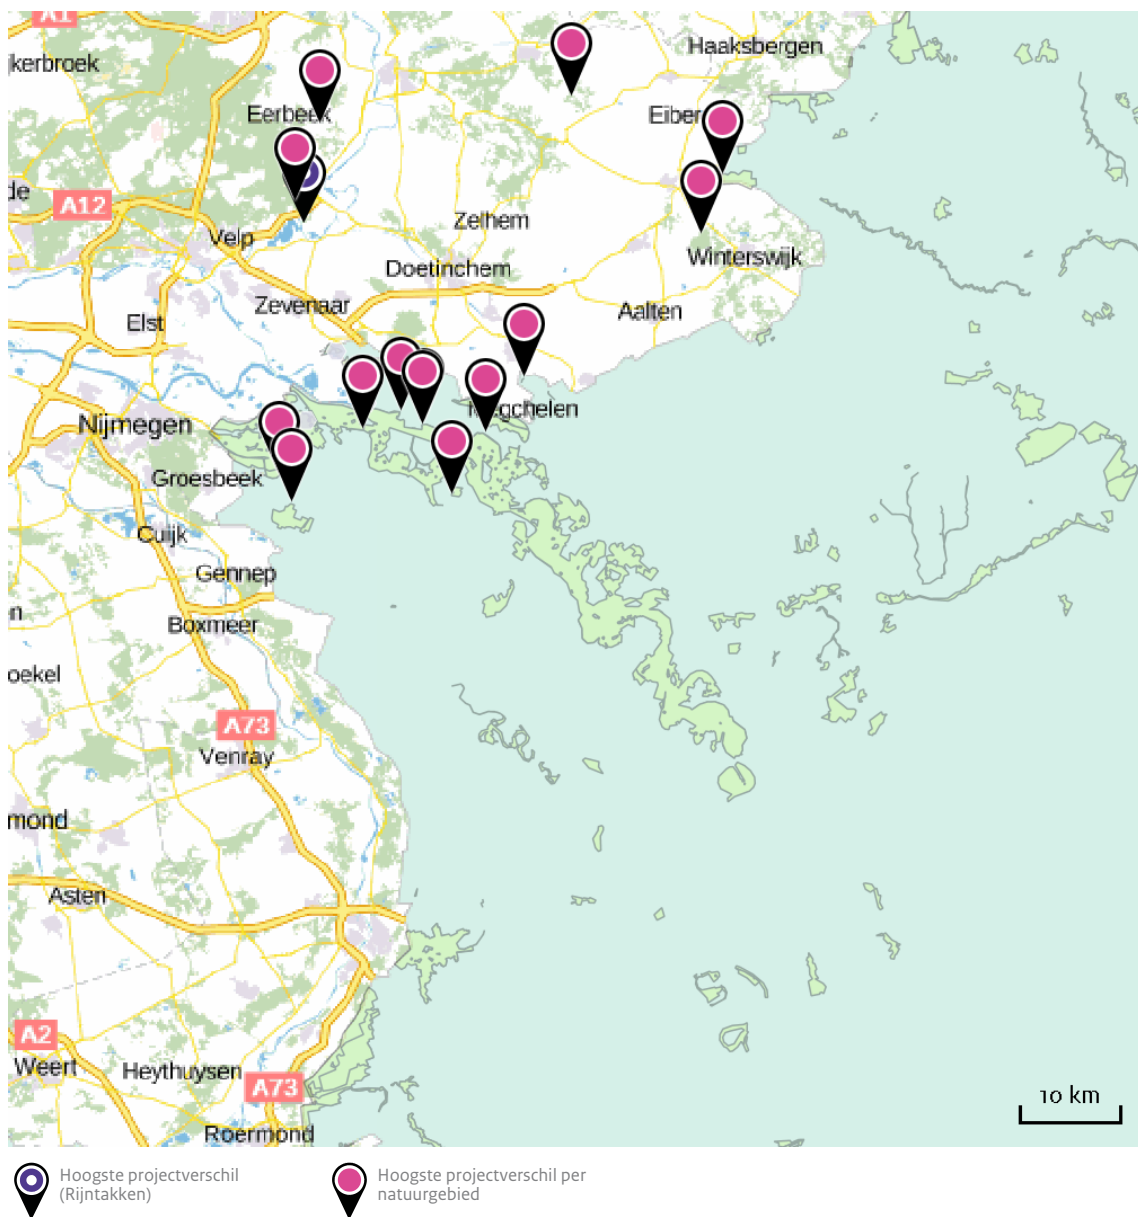 A1
Haaksbergen
kerbroek
Eerbeek
Eiber
de
A12
Zelhem
Velp
Winterswijk
Doetinchem
Zevenaar
Aalten
Elst
Nijmegen
Groesbeek
Cuijk
Gennep
n
Boxmeer
oekel
A73
Venray
mond
Asten
A2
Weert
Heythuysen
A73
10 km
Roermond
Hoogste projectverschil
(Rijntakken)
Hoogste projectverschil per
natuurgebied